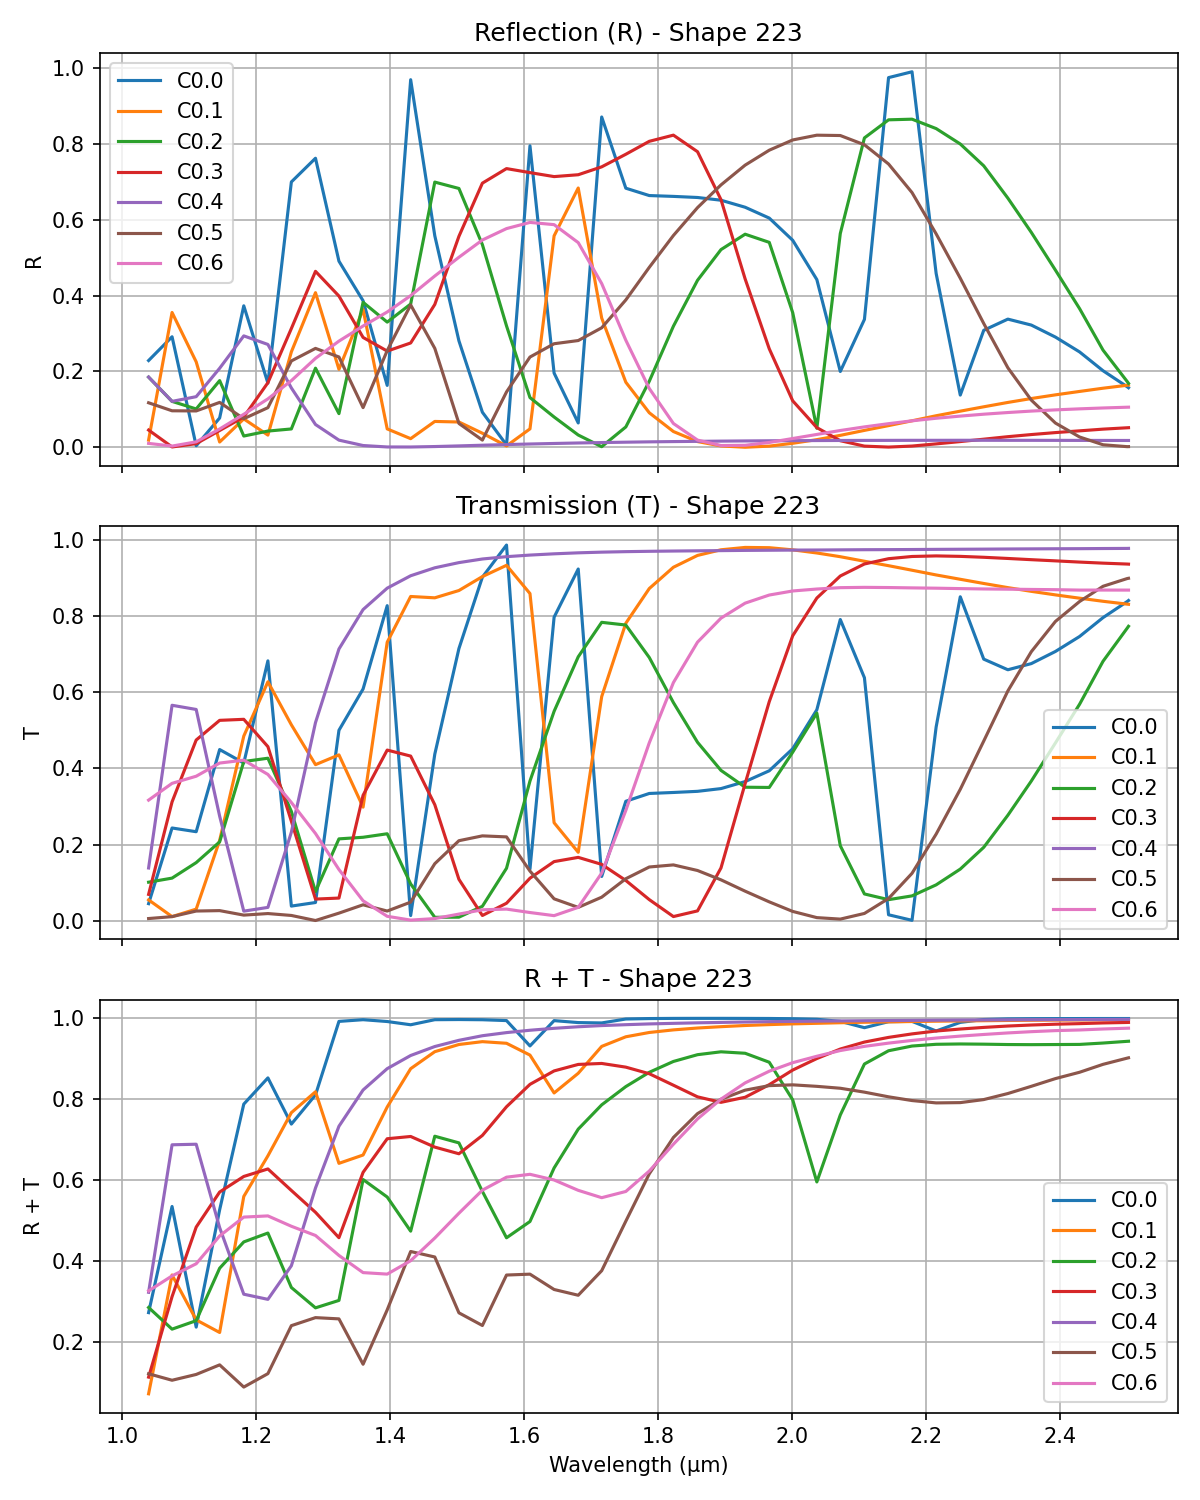 Reflection (R) - Shape 223
1.0
0.8
0.6
0.4
0.2
0.0
R
C0.0
C0.1
C0.2
C0.3
C0.4
C0.5
C0.6
Transmission (T) - Shape 223
1.0
0.8
0.6
0.4
0.2
0.0
T
C0.0
C0.1
C0.2
C0.3
C0.4
C0.5
C0.6
R + T - Shape 223
1.0
0.8
0.6
0.4
0.2
R + T
C0.0
C0.1
C0.2
C0.3
C0.4
C0.5
C0.6
1.0 1.2 1.4 1.6 1.8 2.0 2.2 2.4
Wavelength (µm)